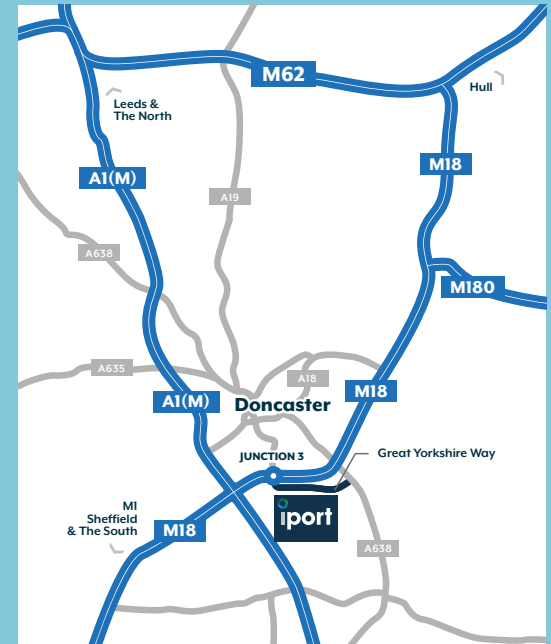 M62
Hull
Leeds &
The North
M18
A1(M)
A19
A638
M180
A635
A18
M18
A1(M)
Doncaster
JUNCTION 3
Great Yorkshire Way
M1
Sheffield
& The South
M18
iport
A638